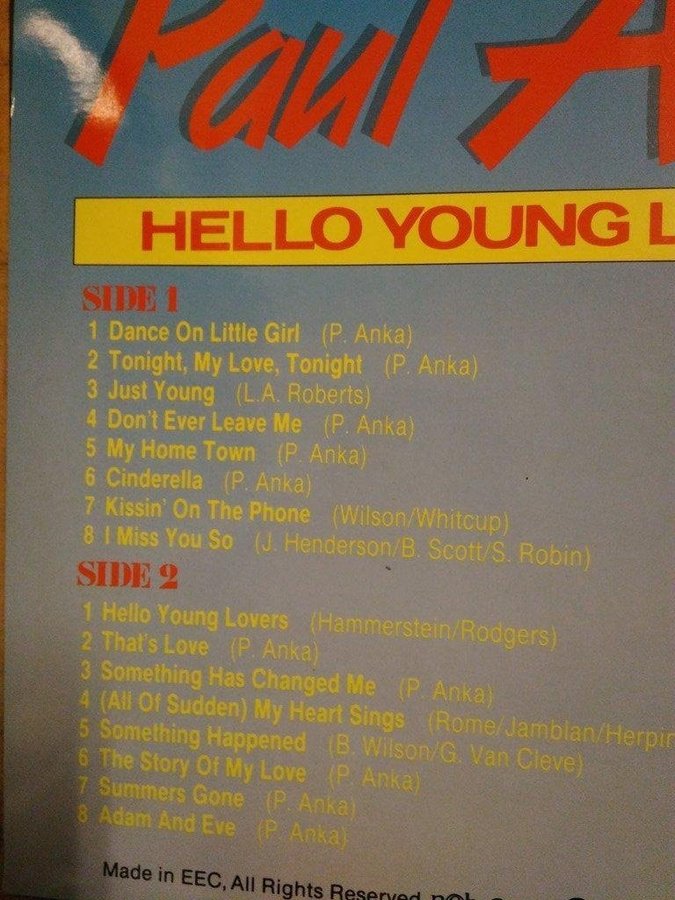 Paul A
HELLO YOUNG L
SIDE 1
1 Dance On Little Girl (P. Anka)
2 Tonight, My Love, Tonight (P. Anka)
3 Just Young (L.A. Roberts)
4 Don't Ever Leave Me (P. Anka)
5 My Home Town (P. Anka)
6 Cinderella (P. Anka)
7 Kissin' On The Phone (Wilson/Whitcup)
8 I Miss You So (J. Henderson/B. Scott/S. Robin)
SIDE 2
1 Hello Young Lovers (Hammerstein/Rodgers)
2 That's Love (P. Anka)
3 Something Has Changed Me (P. Anka)
4 (All Of Sudden) My Heart Sings (Rome/Jamblan/Herpin
5 Something Happened (B. Wilson/G. Van Cleve)
6 The Story Of My Love (P. Anka)
7 Summers Gone (P. Anka)
8 Adam And Eve (P. Anka)
Made in EEC, All Rights Reserved